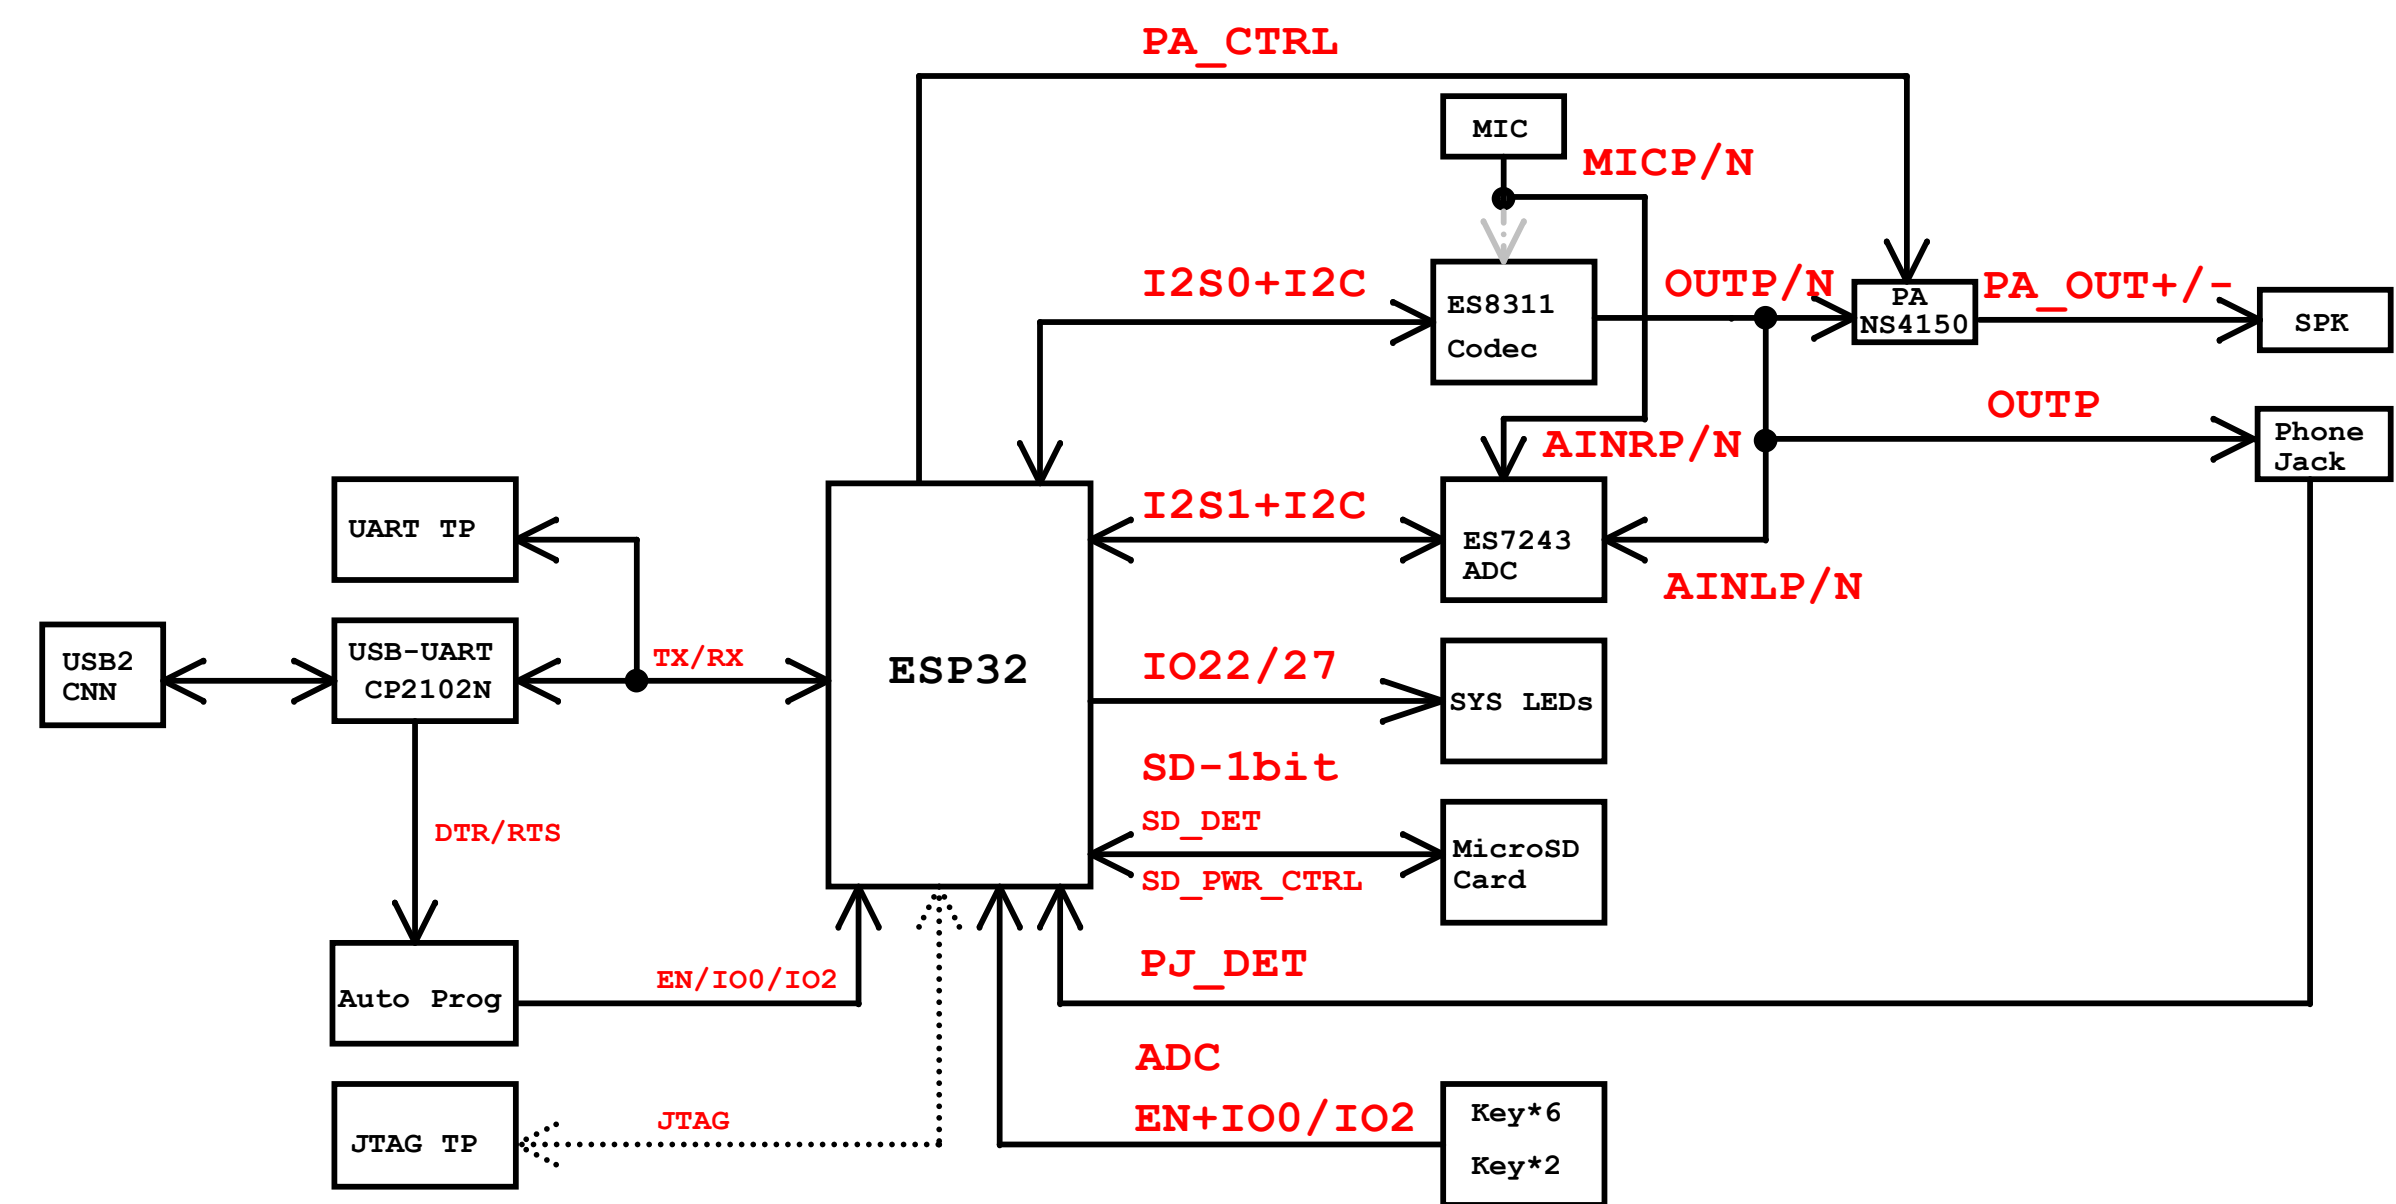 PA_CTRL
MIC
MICP/N
I2S0+I2C
ES8311
Codec
OUTP/N
PA
NS4150
PA_OUT+/-
SPK
OUTP
Phone
Jack
AINRP/N
UART TP
I2S1+I2C
ES7243
ADC
AINLP/N
USB2
CNN
USB-UART
CP2102N
TX/RX
ESP32
IO22/27
SYS LEDs
SD-1bit
SD_DET
SD_PWR_CTRL
MicroSD
Card
DTR/RTS
Auto Prog
EN/IO0/IO2
PJ_DET
ADC
EN+IO0/IO2
Key*6
Key*2
JTAG TP
JTAG